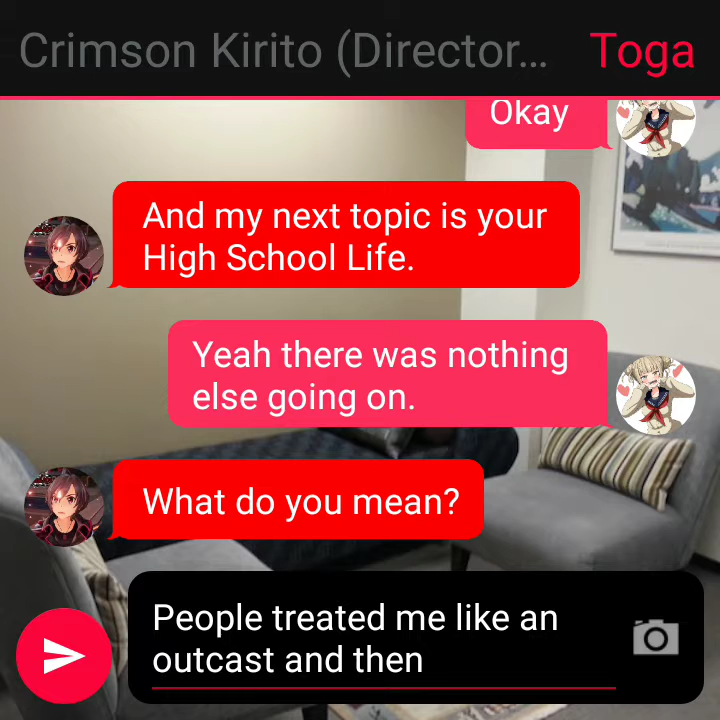 Crimson Kirito (Director...
Toga
Okay
And my next topic is your
High School Life.
Yeah there was nothing
else going on.
What do you mean?
People treated me like an
outcast and then